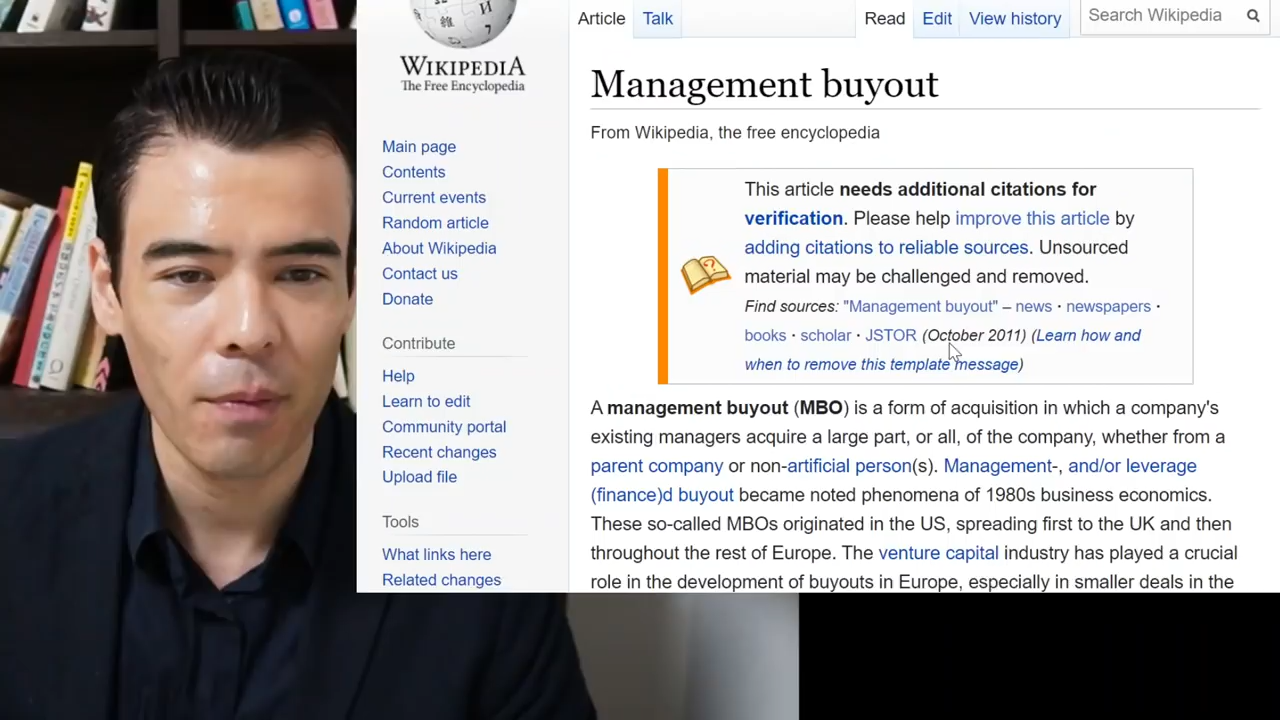 Article Talk Read Edit View history Search Wikipedia
WIKIPEDIA
The Free Encyclopedia
Main page
Contents
Current events
Random article
About Wikipedia
Contact us
Donate
Contribute
Help
Learn to edit
Community portal
Recent changes
Upload file
Tools
What links here
Related changes
Management buyout
From Wikipedia, the free encyclopedia
This article needs additional citations for
verification. Please help improve this article by
adding citations to reliable sources. Unsourced
material may be challenged and removed.
Find sources: "Management buyout" – news · newspapers ·
books · scholar · JSTOR (October 2011) (Learn how and
when to remove this template message)
A management buyout (MBO) is a form of acquisition in which a company's
existing managers acquire a large part, or all, of the company, whether from a
parent company or non-artificial person(s). Management-, and/or leverage
(finance)d buyout became noted phenomena of 1980s business economics.
These so-called MBOs originated in the US, spreading first to the UK and then
throughout the rest of Europe. The venture capital industry has played a crucial
role in the development of buyouts in Europe, especially in smaller deals in the